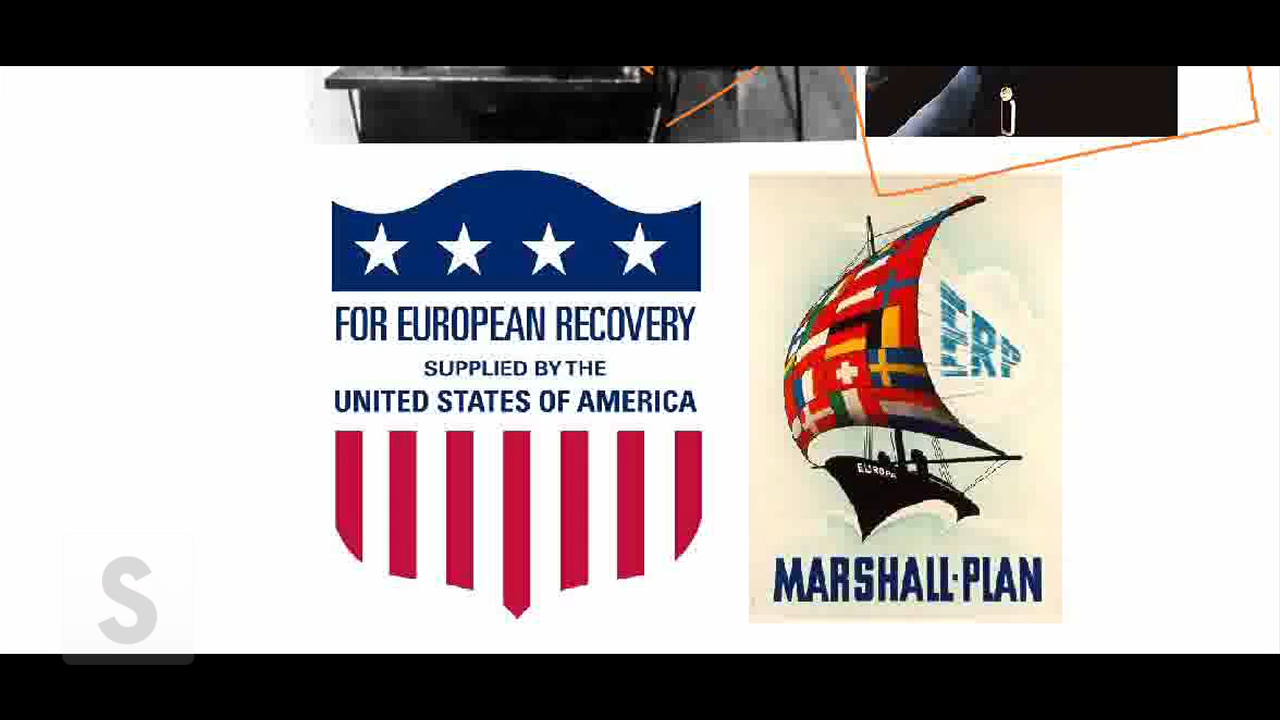 FOR EUROPEAN RECOVERY
SUPPLIED BY THE
UNITED STATES OF AMERICA
ERP
EUROPA
MARSHALL-PLAN
S